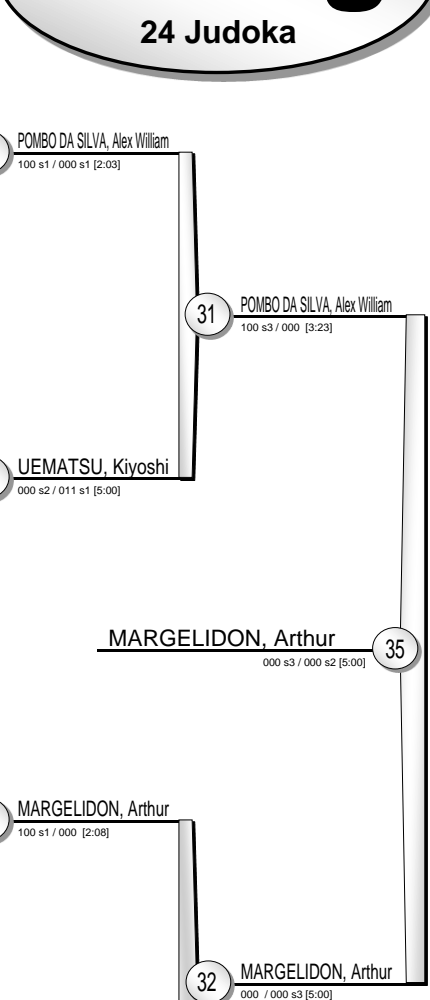 24 Judoka
POMBO DA SILVA, Alex William
100 s1 / 000 s1 [2:03]
31
POMBO DA SILVA, Alex William
100 s3 / 000 [3:23]
UEMATSU, Kiyoshi
000 s2 / 011 s1 [5:00]
MARGELIDON, Arthur
35
000 s3 / 000 s2 [5:00]
MARGELIDON, Arthur
100 s1 / 000 [2:08]
32
MARGELIDON, Arthur
000 / 000 s3 [5:00]